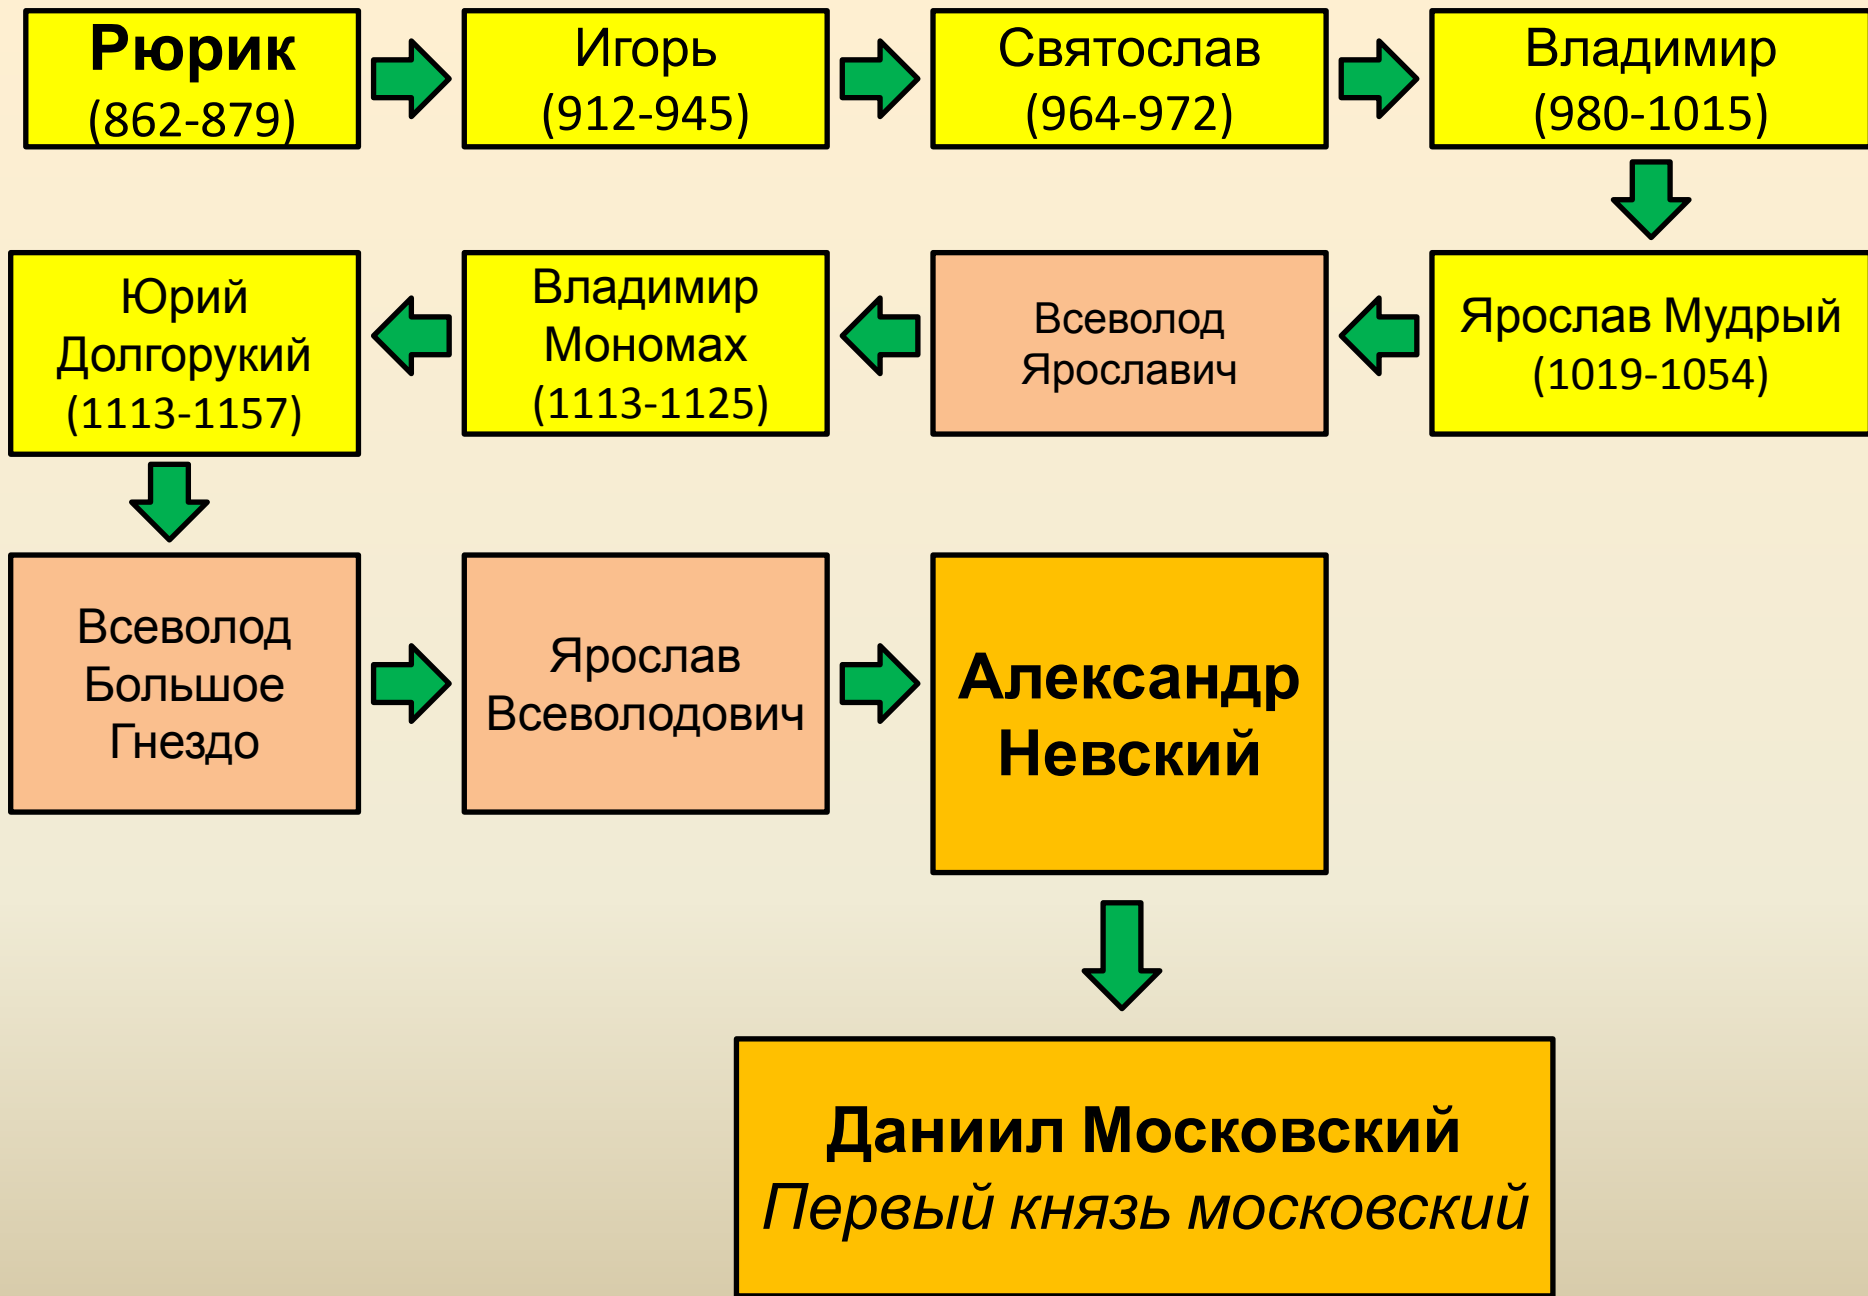 Рюрик
(862-879)
Игорь
(912-945)
Святослав
(964-972)
Владимир
(980-1015)
Ярослав Мудрый
(1019-1054)
Всеволод
Ярославич
Владимир
Мономах
(1113-1125)
Юрий
Долгорукий
(1113-1157)
Всеволод
Большое
Гнездо
Ярослав
Всеволодович
Александр
Невский
Даниил Московский
Первый князь московский